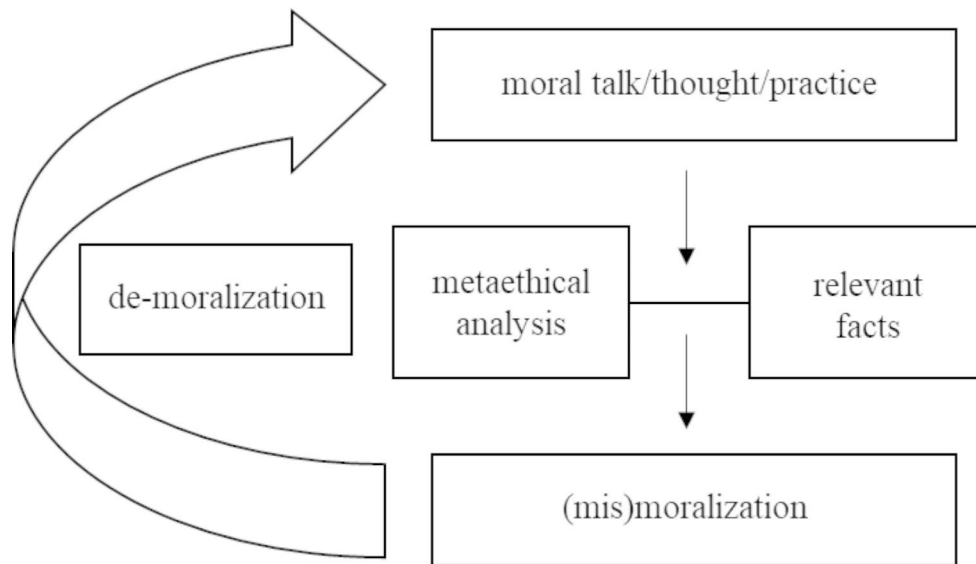 moral talk/thought/practice
de-moralization
metaethical
analysis
relevant
facts
(mis)moralization